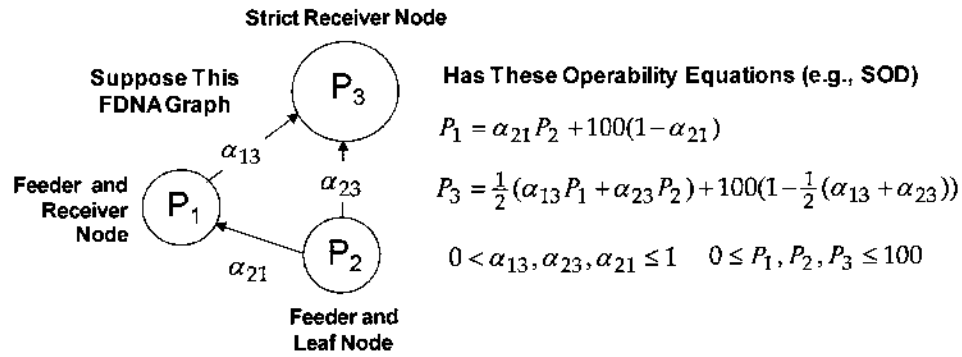 Strict Receiver Node
Suppose This
FDNA Graph
P₃
Has These Operability Equations (e.g., SOD)
P₁ = α₂₁P₂ + 100(1 − α₂₁)
α₁₃
α₂₃
Feeder and
Receiver
Node
P₁
P₃ = ½(α₁₃P₁ + α₂₃P₂) + 100(1 − ½(α₁₃ + α₂₃))
P₂
α₂₁
0 < α₁₃, α₂₃, α₂₁ ≤ 1 0 ≤ P₁, P₂, P₃ ≤ 100
Feeder and
Leaf Node